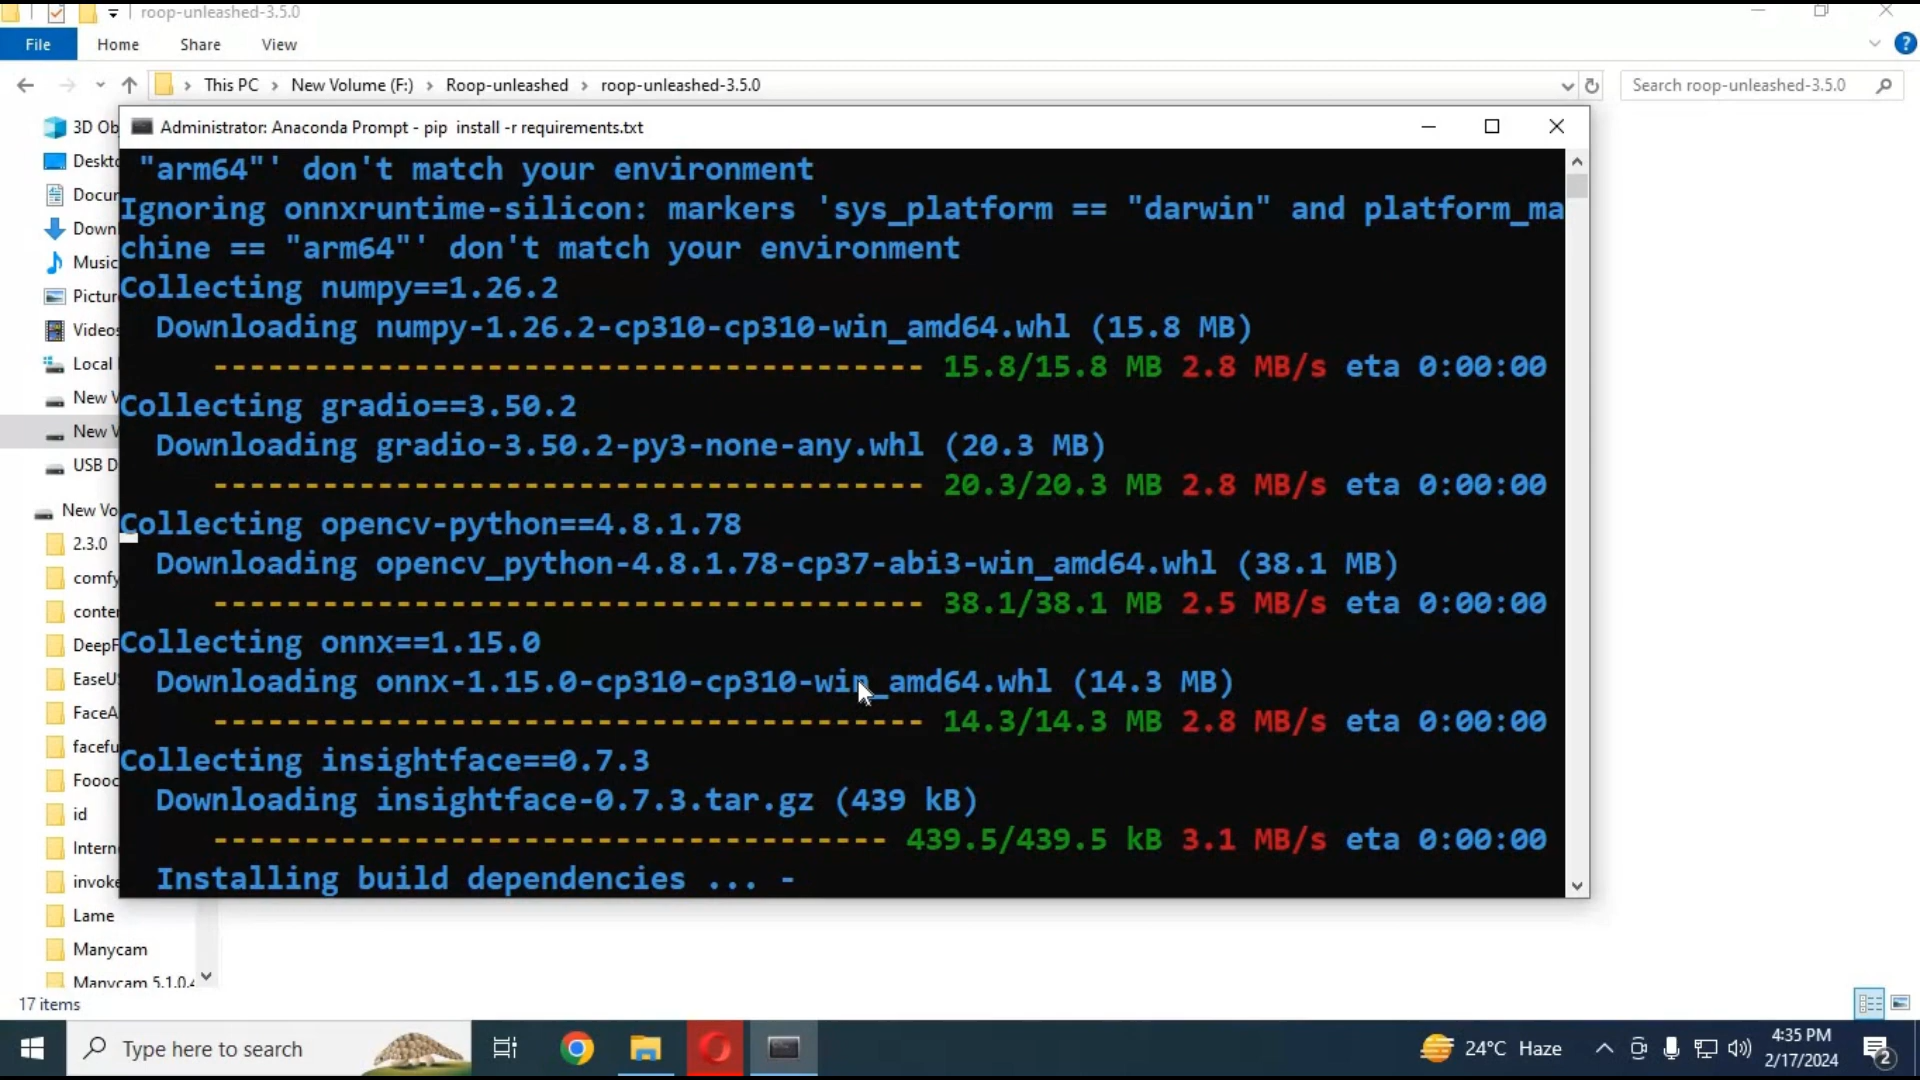 roop-unleashed-3.5.0
File Home Share View
This PC New Volume (F:) Roop-unleashed roop-unleashed-3.5.0
Search roop-unleashed-3.5.0
3D Ob
Deskto
Docum
Down
Music
Pictur
Videos
Local
New V
New V
USB D
New Vo
2.3.0
comfy
conter
DeepF
EaseU
FaceA
facefu
Foooc
id
Intern
invoke
Lame
Manycam
Manycam 5.1.0.4
17 items
Administrator: Anaconda Prompt - pip install -r requirements.txt
"arm64"' don't match your environment
Ignoring onnxruntime-silicon: markers 'sys_platform == "darwin" and platform_ma
chine == "arm64"' don't match your environment
Collecting numpy==1.26.2
Downloading numpy-1.26.2-cp310-cp310-win_amd64.whl (15.8 MB)
--------------------------------------- 15.8/15.8 MB 2.8 MB/s eta 0:00:00
Collecting gradio==3.50.2
Downloading gradio-3.50.2-py3-none-any.whl (20.3 MB)
--------------------------------------- 20.3/20.3 MB 2.8 MB/s eta 0:00:00
Collecting opencv-python==4.8.1.78
Downloading opencv_python-4.8.1.78-cp37-abi3-win_amd64.whl (38.1 MB)
--------------------------------------- 38.1/38.1 MB 2.5 MB/s eta 0:00:00
Collecting onnx==1.15.0
Downloading onnx-1.15.0-cp310-cp310-win_amd64.whl (14.3 MB)
--------------------------------------- 14.3/14.3 MB 2.8 MB/s eta 0:00:00
Collecting insightface==0.7.3
Downloading insightface-0.7.3.tar.gz (439 kB)
------------------------------------- 439.5/439.5 kB 3.1 MB/s eta 0:00:00
Installing build dependencies ... -
Type here to search
24°C Haze
4:35 PM
2/17/2024
2